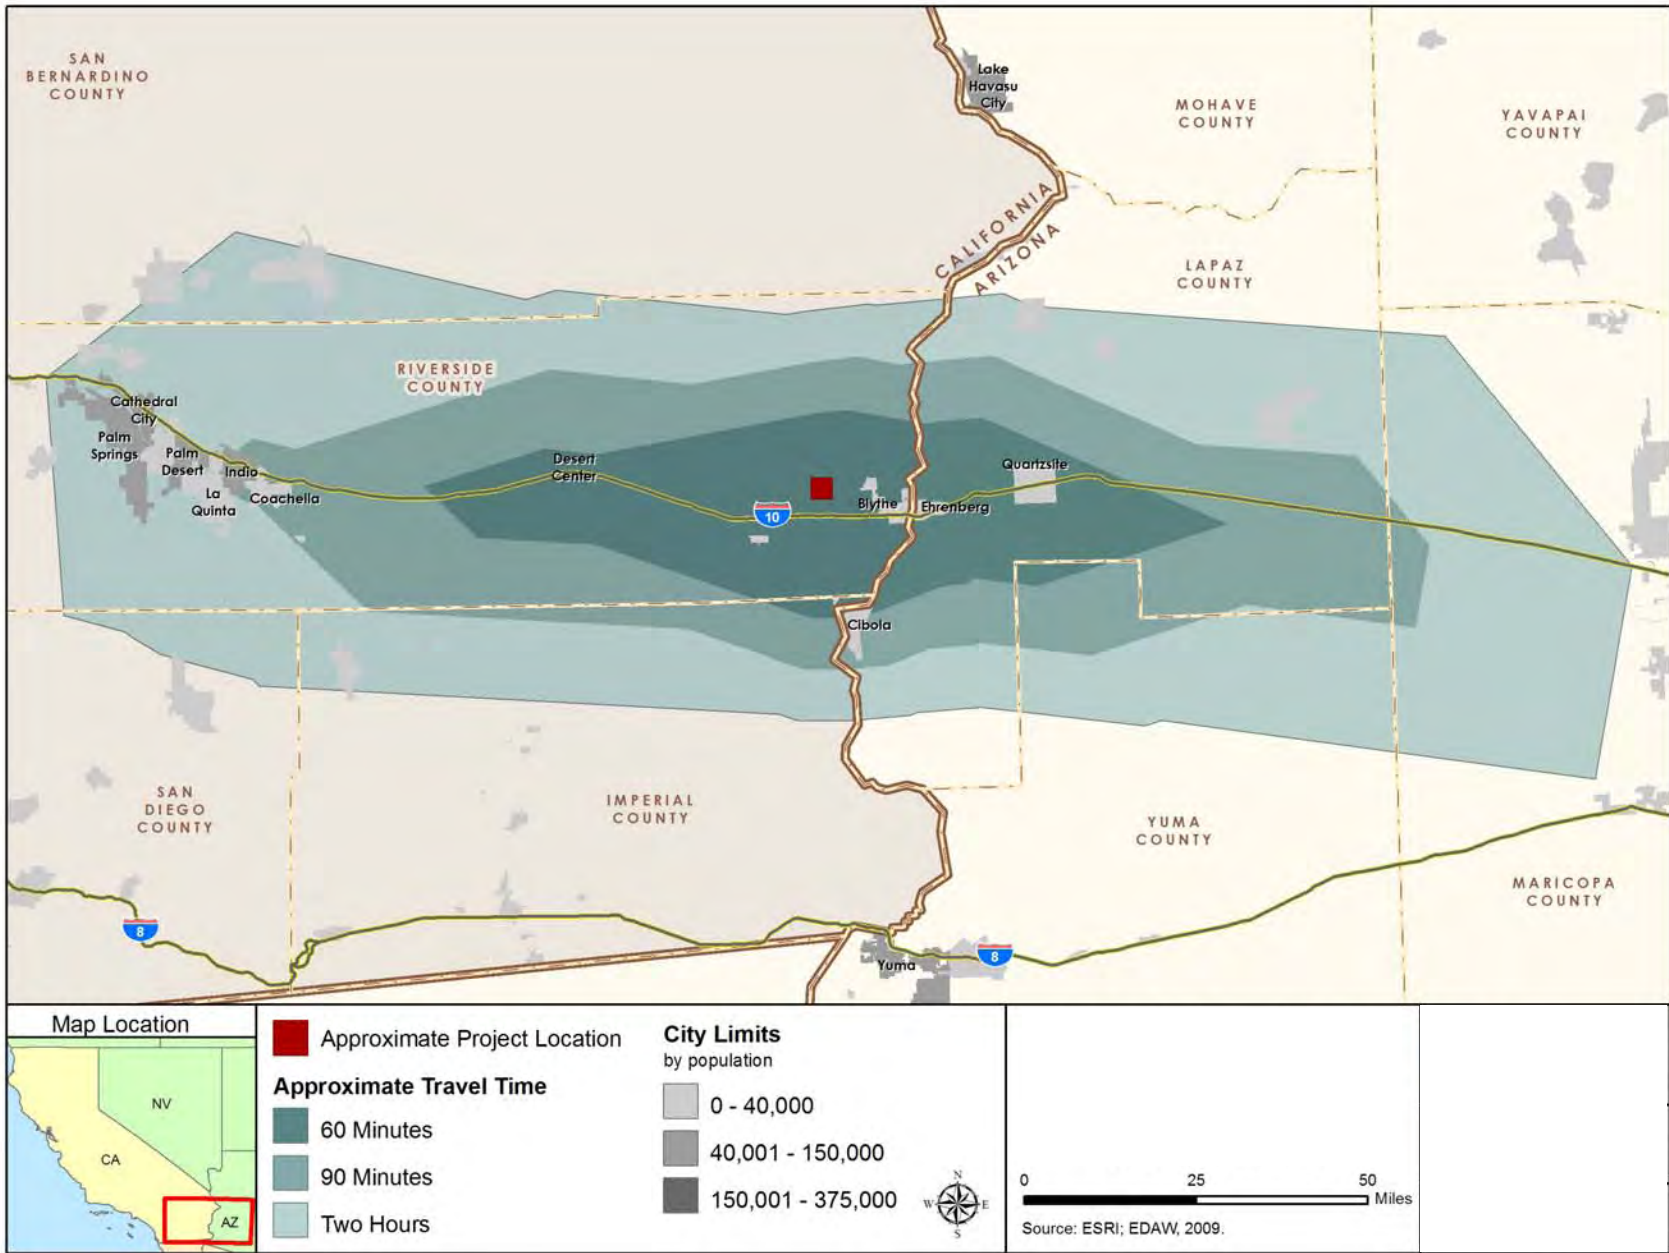 SAN
BERNARDINO
COUNTY
Lake
Havasu
City
MOHAVE
COUNTY
YAVAPAI
COUNTY
CALIFORNIA
ARIZONA
LAPAZ
COUNTY
RIVERSIDE
COUNTY
Cathedral
City
Palm
Springs
Palm
Desert
Indio
La
Quinta
Coachella
Desert
Center
10
Blythe
Ehrenberg
Quartzsite
Cibola
SAN
DIEGO
COUNTY
IMPERIAL
COUNTY
YUMA
COUNTY
MARICOPA
COUNTY
8
Yuma
8
Map Location
NV
CA
AZ
Approximate Project Location
Approximate Travel Time
60 Minutes
90 Minutes
Two Hours
City Limits
by population
0 - 40,000
40,001 - 150,000
150,001 - 375,000
N
W E
S
0 25 50
Miles
Source: ESRI; EDAW, 2009.